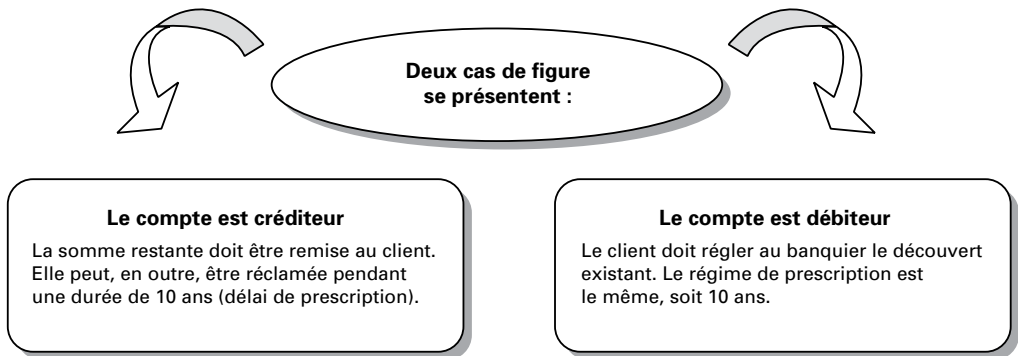 Deux cas de figure
se présentent :
Le compte est créditeur
La somme restante doit être remise au client.
Elle peut, en outre, être réclamée pendant
une durée de 10 ans (délai de prescription).
Le compte est débiteur
Le client doit régler au banquier le découvert
existant. Le régime de prescription est
le même, soit 10 ans.